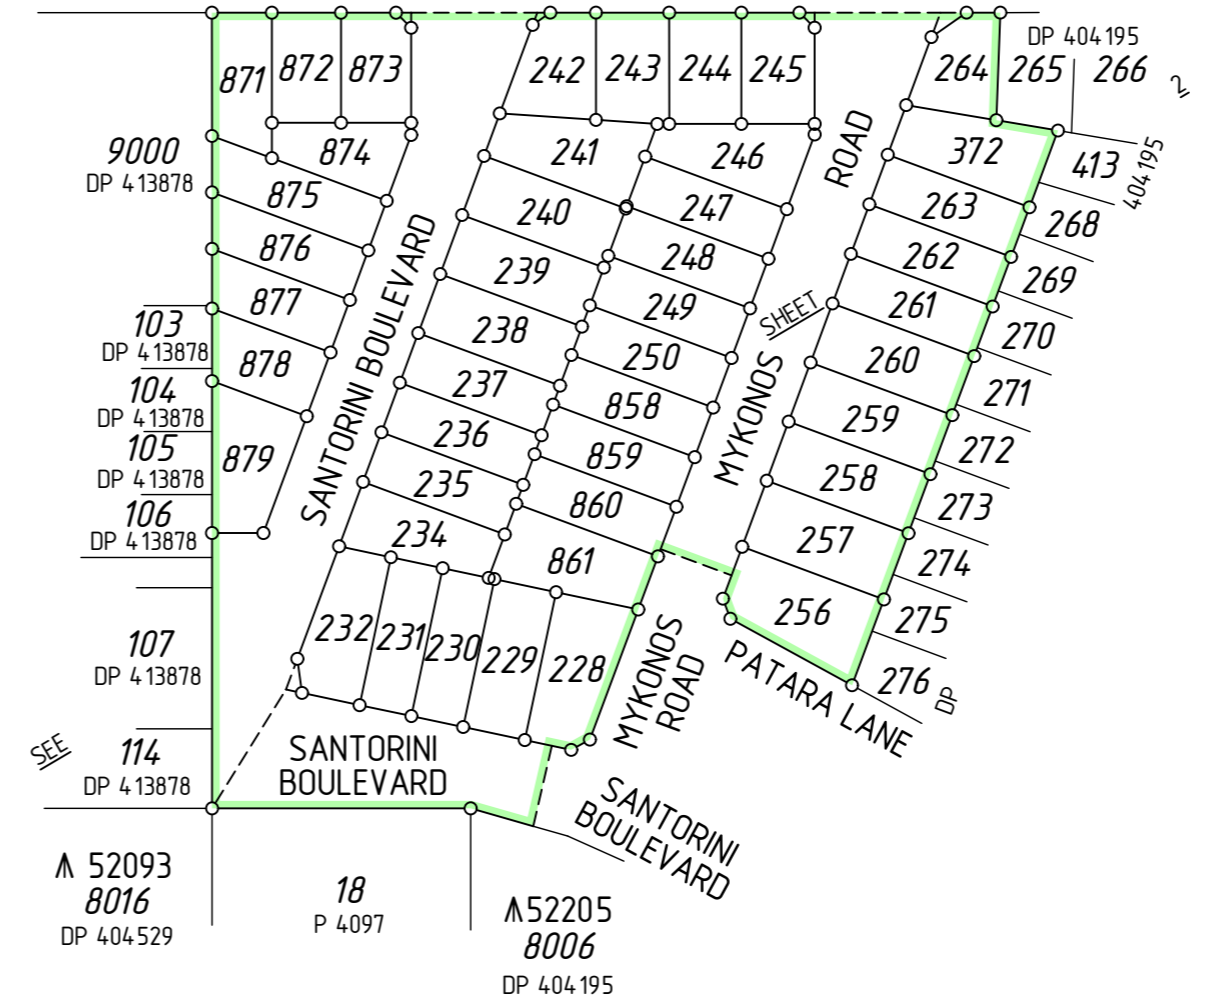 DP 404195
871
872
873
242
243
244
245
264
265
266
2
9000
DP 413878
874
241
246
ROAD
372
413
404195
875
240
247
263
268
876
239
248
262
269
877
249
SHEET
261
270
103
DP 413878
SANTORINI BOULEVARD
238
250
260
271
878
104
DP 413878
237
858
MYKONOS
259
272
105
DP 413878
879
236
859
258
273
106
DP 413878
235
860
257
274
234
861
256
275
107
DP 413878
232
231
230
229
228
MYKONOS
ROAD
PATARA LANE
276
DP
SEE
114
DP 413878
SANTORINI
BOULEVARD
SANTORINI
BOULEVARD
52093
8016
DP 404529
18
P 4097
52205
8006
DP 404195